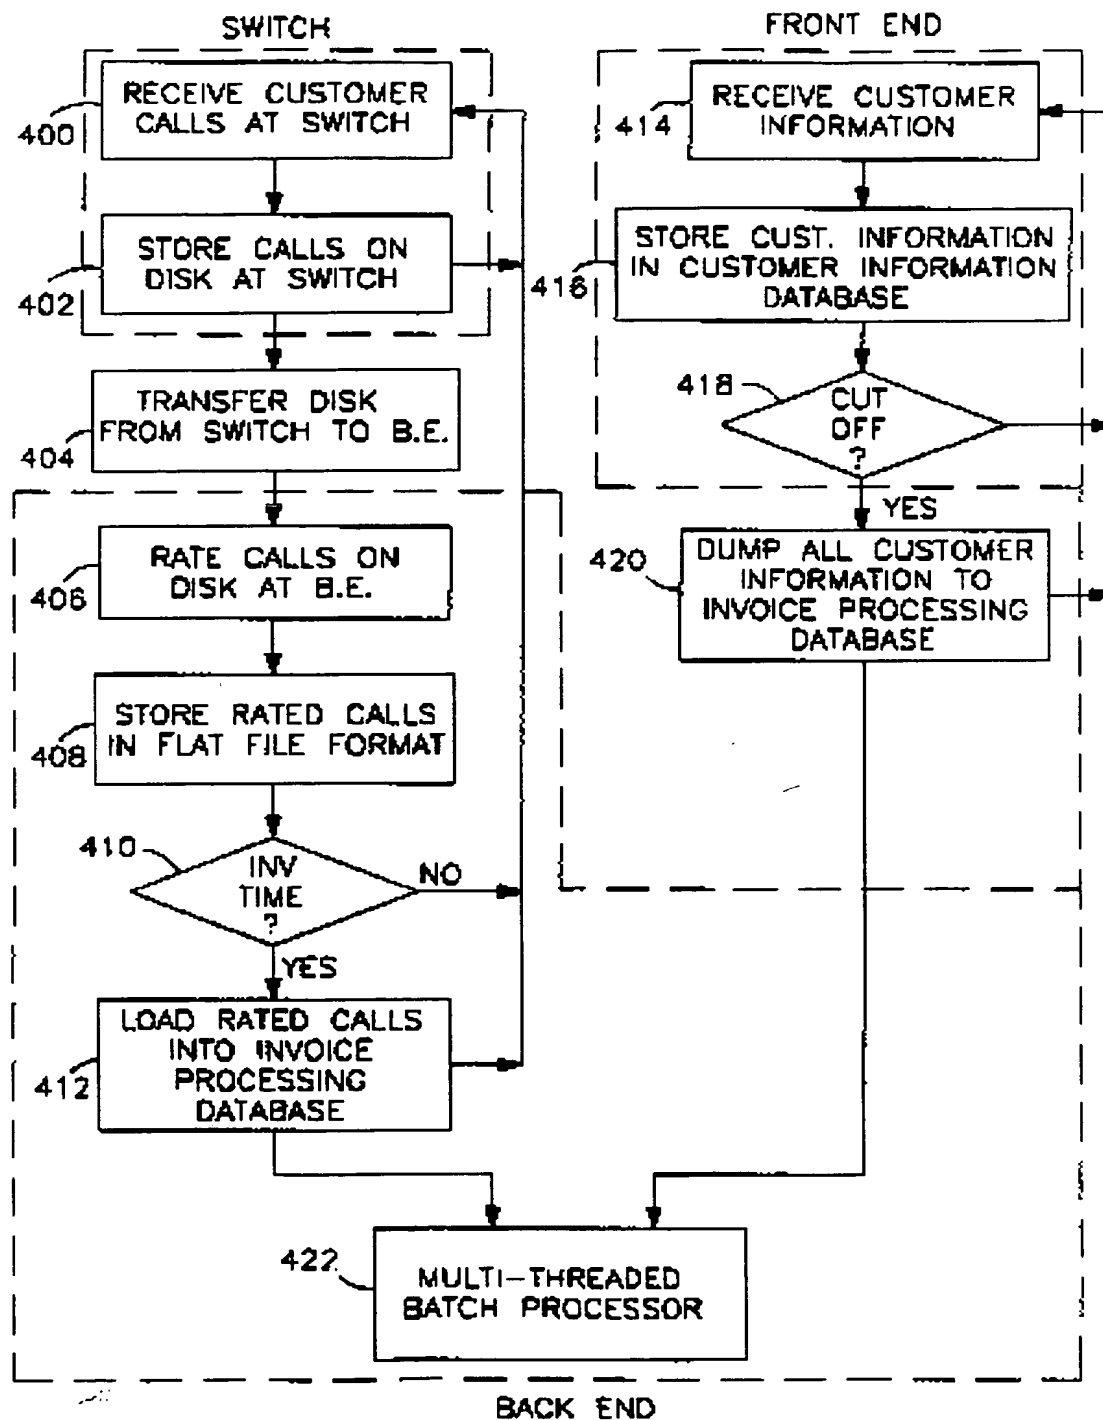 SWITCH
RECEIVE CUSTOMER
CALLS AT SWITCH
400
STORE CALLS ON
DISK AT SWITCH
402
TRANSFER DISK
FROM SWITCH TO B.E.
404
RATE CALLS ON
DISK AT B.E.
406
STORE RATED CALLS
IN FLAT FILE FORMAT
408
410
INV
TIME
?
NO
YES
LOAD RATED CALLS
INTO INVOICE
PROCESSING
DATABASE
412
FRONT END
RECEIVE CUSTOMER
INFORMATION
414
STORE CUST. INFORMATION
IN CUSTOMER INFORMATION
DATABASE
416
418
CUT
OFF
?
YES
DUMP ALL CUSTOMER
INFORMATION TO
INVOICE PROCESSING
DATABASE
420
422
MULTI-THREADED
BATCH PROCESSOR
BACK END